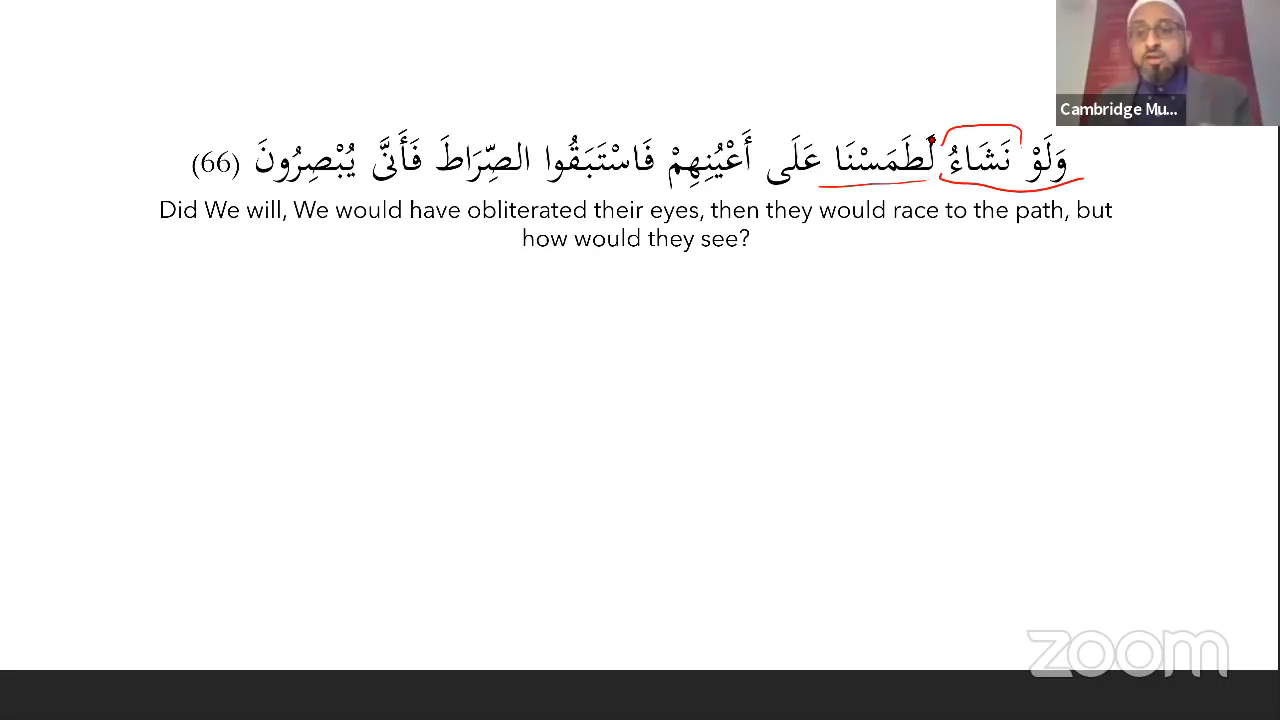 Cambridge Mu...
وَلَوْ نَشَاءُ لَطَمَسْنَا عَلَى أَعْيُنِهِمْ فَاسْتَبَقُوا الصِّرَاطَ فَأَنَّى يُبْصِرُونَ (66)
Did We will, We would have obliterated their eyes, then they would race to the path, but
how would they see?
zoom